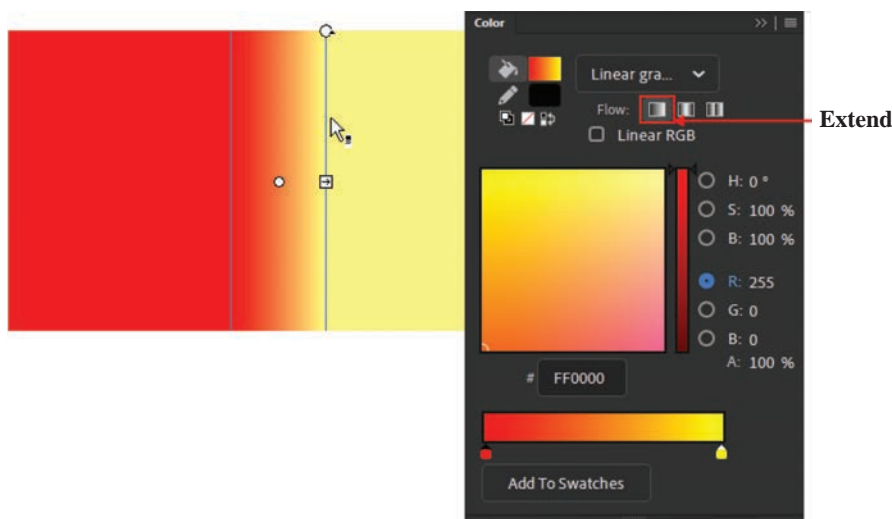 Color
Linear gra...
Flow:
Extend
Linear RGB
H: 0 °
S: 100 %
B: 100 %
R: 255
G: 0
B: 0
A: 100 %
# FF0000
Add To Swatches